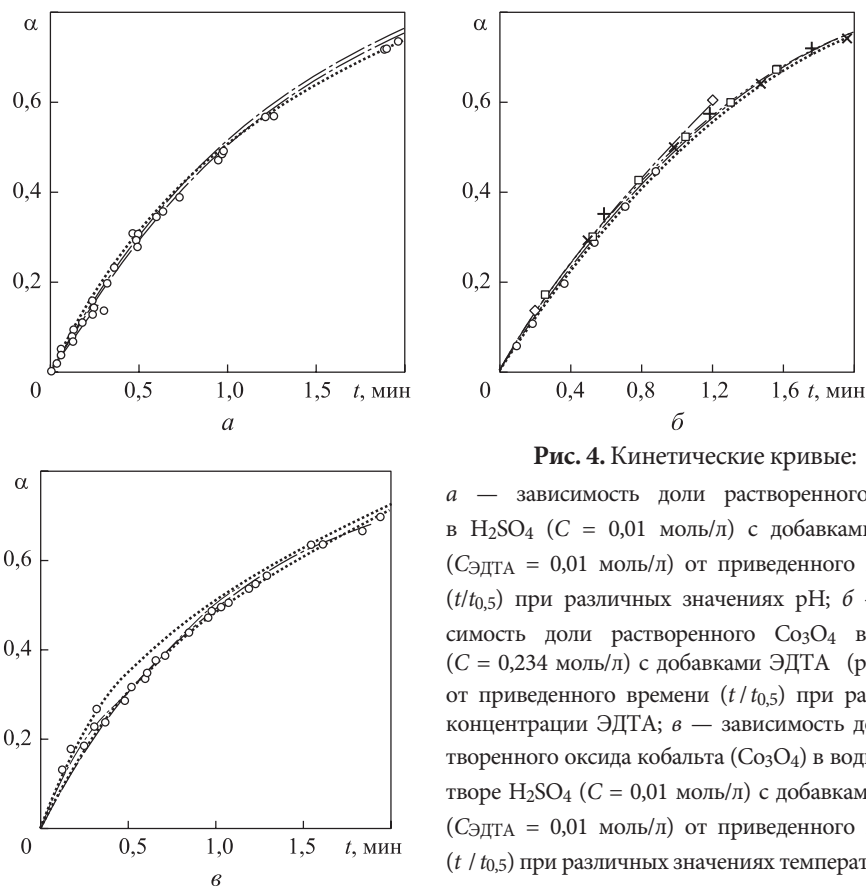 α
0,6
0,4
0,2
0
0,5
1,0
1,5
t, мин
а
α
0,6
0,4
0,2
0
0,4
0,8
1,2
1,6
t, мин
б
α
0,6
0,4
0,2
0
0,5
1,0
1,5
t, мин
в
Рис. 4. Кинетические кривые:
а — зависимость доли растворенного
в H₂SO₄ (C = 0,01 моль/л) с добавками
(C_ЭДТА = 0,01 моль/л) от приведенного
(t/t₀,₅) при различных значениях pH; б
симость доли растворенного Co₃O₄ в
(C = 0,234 моль/л) с добавками ЭДТА (p
от приведенного времени (t / t₀,₅) при ра
концентрации ЭДТА; в — зависимость д
творенного оксида кобальта (Co₃O₄) в вод
творе H₂SO₄ (C = 0,01 моль/л) с добавкам
(C_ЭДТА = 0,01 моль/л) от приведенного
(t / t₀,₅) при различных значениях температ